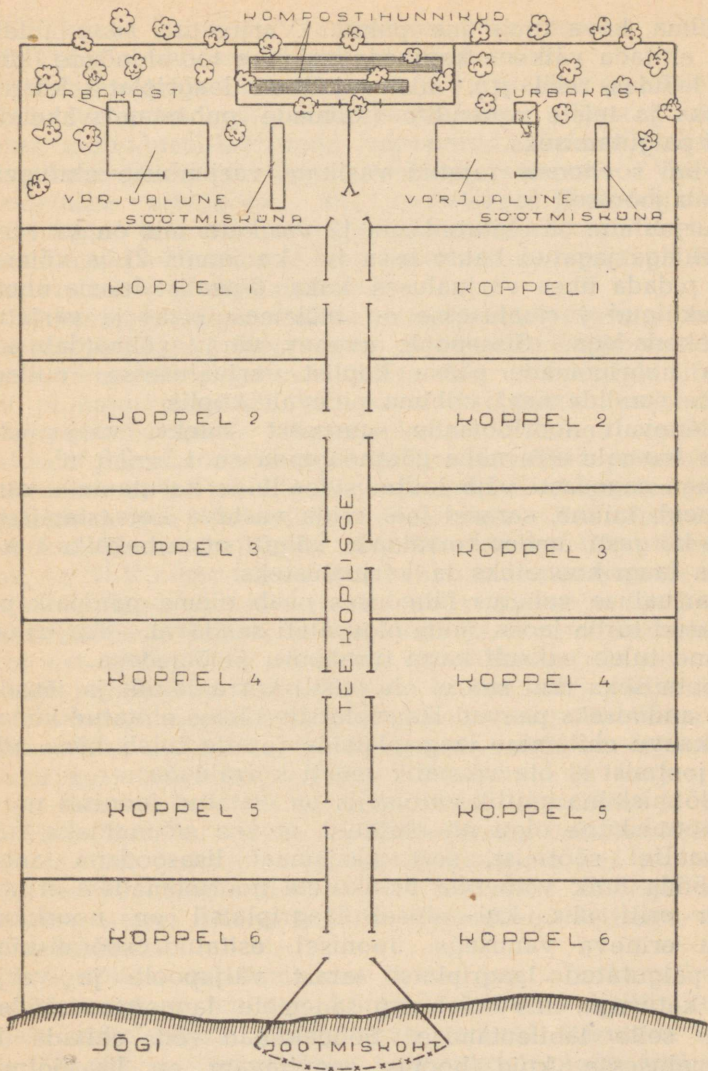 KOMPOSTIHUNNIKUD
TURBAKAST
TURBAKAST
VARJUALUNE
VARJUALUNE
SÖÖTMISKÜNA
SÖÖTMISKÜNA
KOPPEL 1
KOPPEL 1
KOPPEL 2
KOPPEL 2
TEE KOPLISSE
KOPPEL 3
KOPPEL 3
KOPPEL 4
KOPPEL 4
KOPPEL 5
KOPPEL 5
KOPPEL 6
KOPPEL 6
JÕGI
JOOTMISKOHT